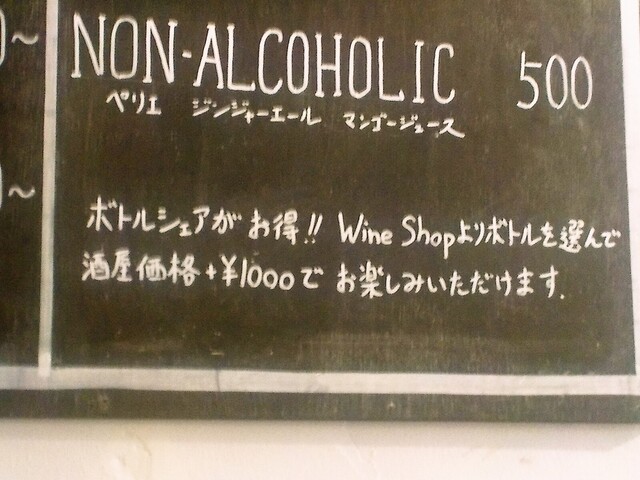 NON-ALCOHOLIC 500
ペリエ ジンジャーエール マンゴージュース
ボトルシェアがお得!! Wine Shopよりボトルを選んで
酒屋価格+¥1000でお楽しみいただけます.